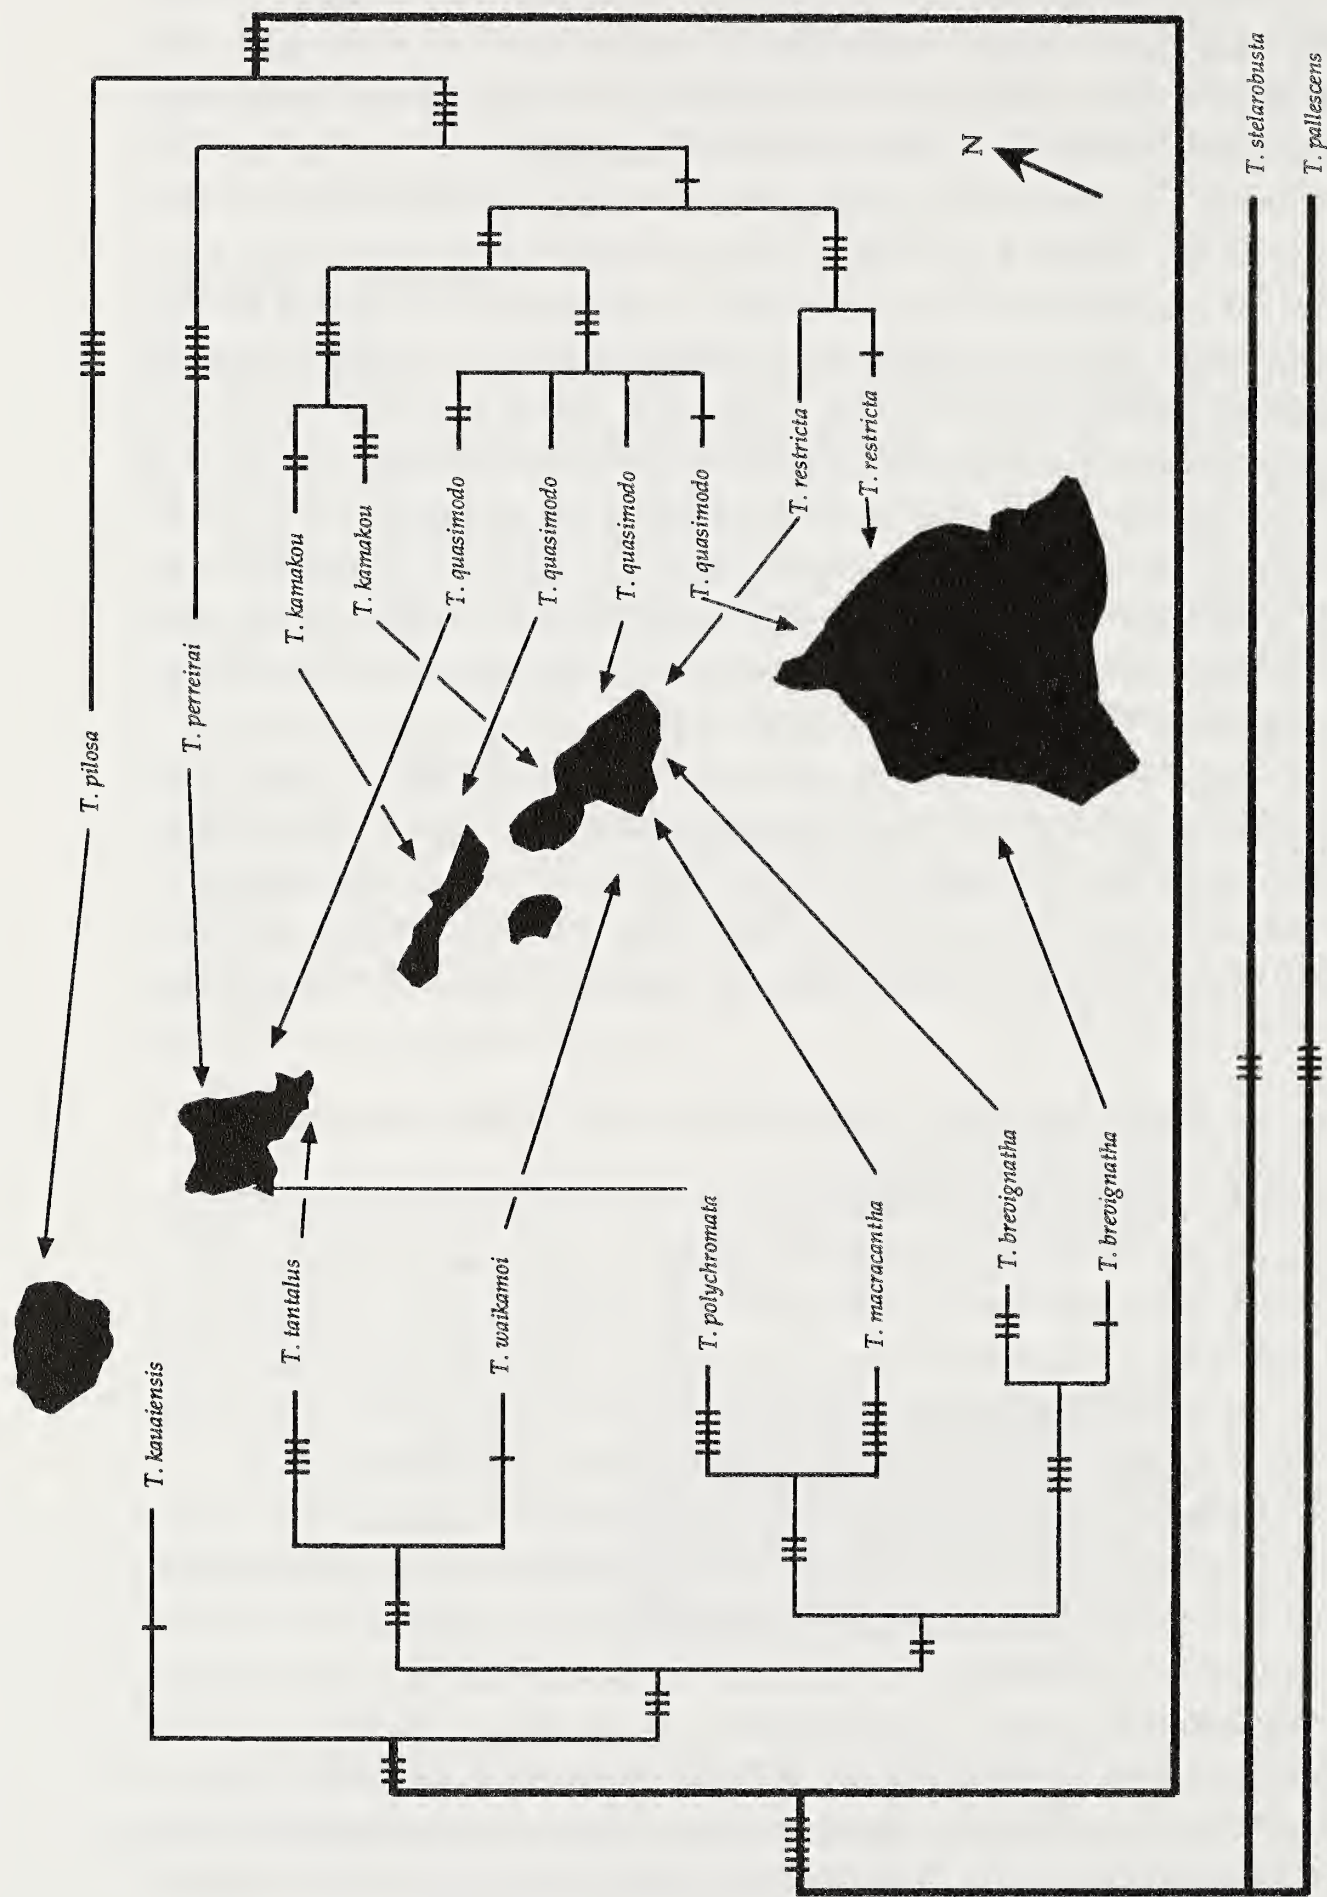 T. stelarobusta
T. pallescens
N
T. pilosa
T. perreirai
T. kamakou
T. kamakou
T. quasimodo
T. quasimodo
T. quasimodo
T. quasimodo
T. restricta
T. restricta
T. kauaiensis
T. tantalus
T. waikamoi
T. polychromata
T. macracantha
T. brevignatha
T. brevignatha